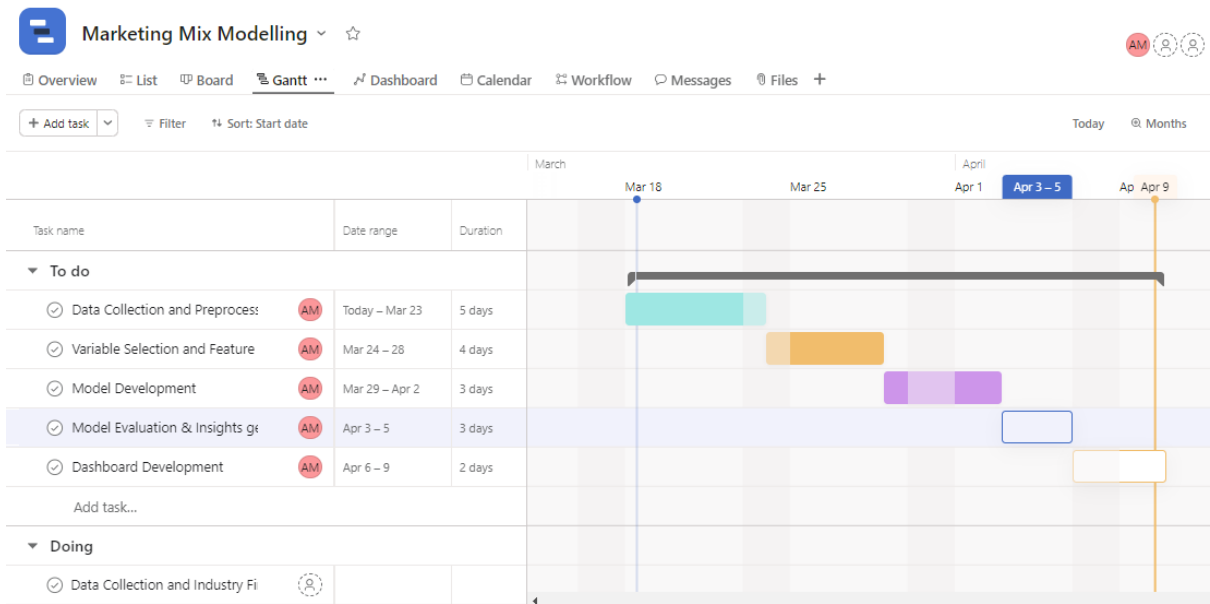 Marketing Mix Modelling
AM
Overview List Board Gantt ··· Dashboard Calendar Workflow Messages Files +
+ Add task Filter Sort: Start date Today Months
March April
Mar 18 Mar 25 Apr 1 Apr 3 – 5 Ap Apr 9
Task name Date range Duration
To do
Data Collection and Preprocess AM Today – Mar 23 5 days
Variable Selection and Feature AM Mar 24 – 28 4 days
Model Development AM Mar 29 – Apr 2 3 days
Model Evaluation & Insights ge AM Apr 3 – 5 3 days
Dashboard Development AM Apr 6 – 9 2 days
Add task...
Doing
Data Collection and Industry Fi